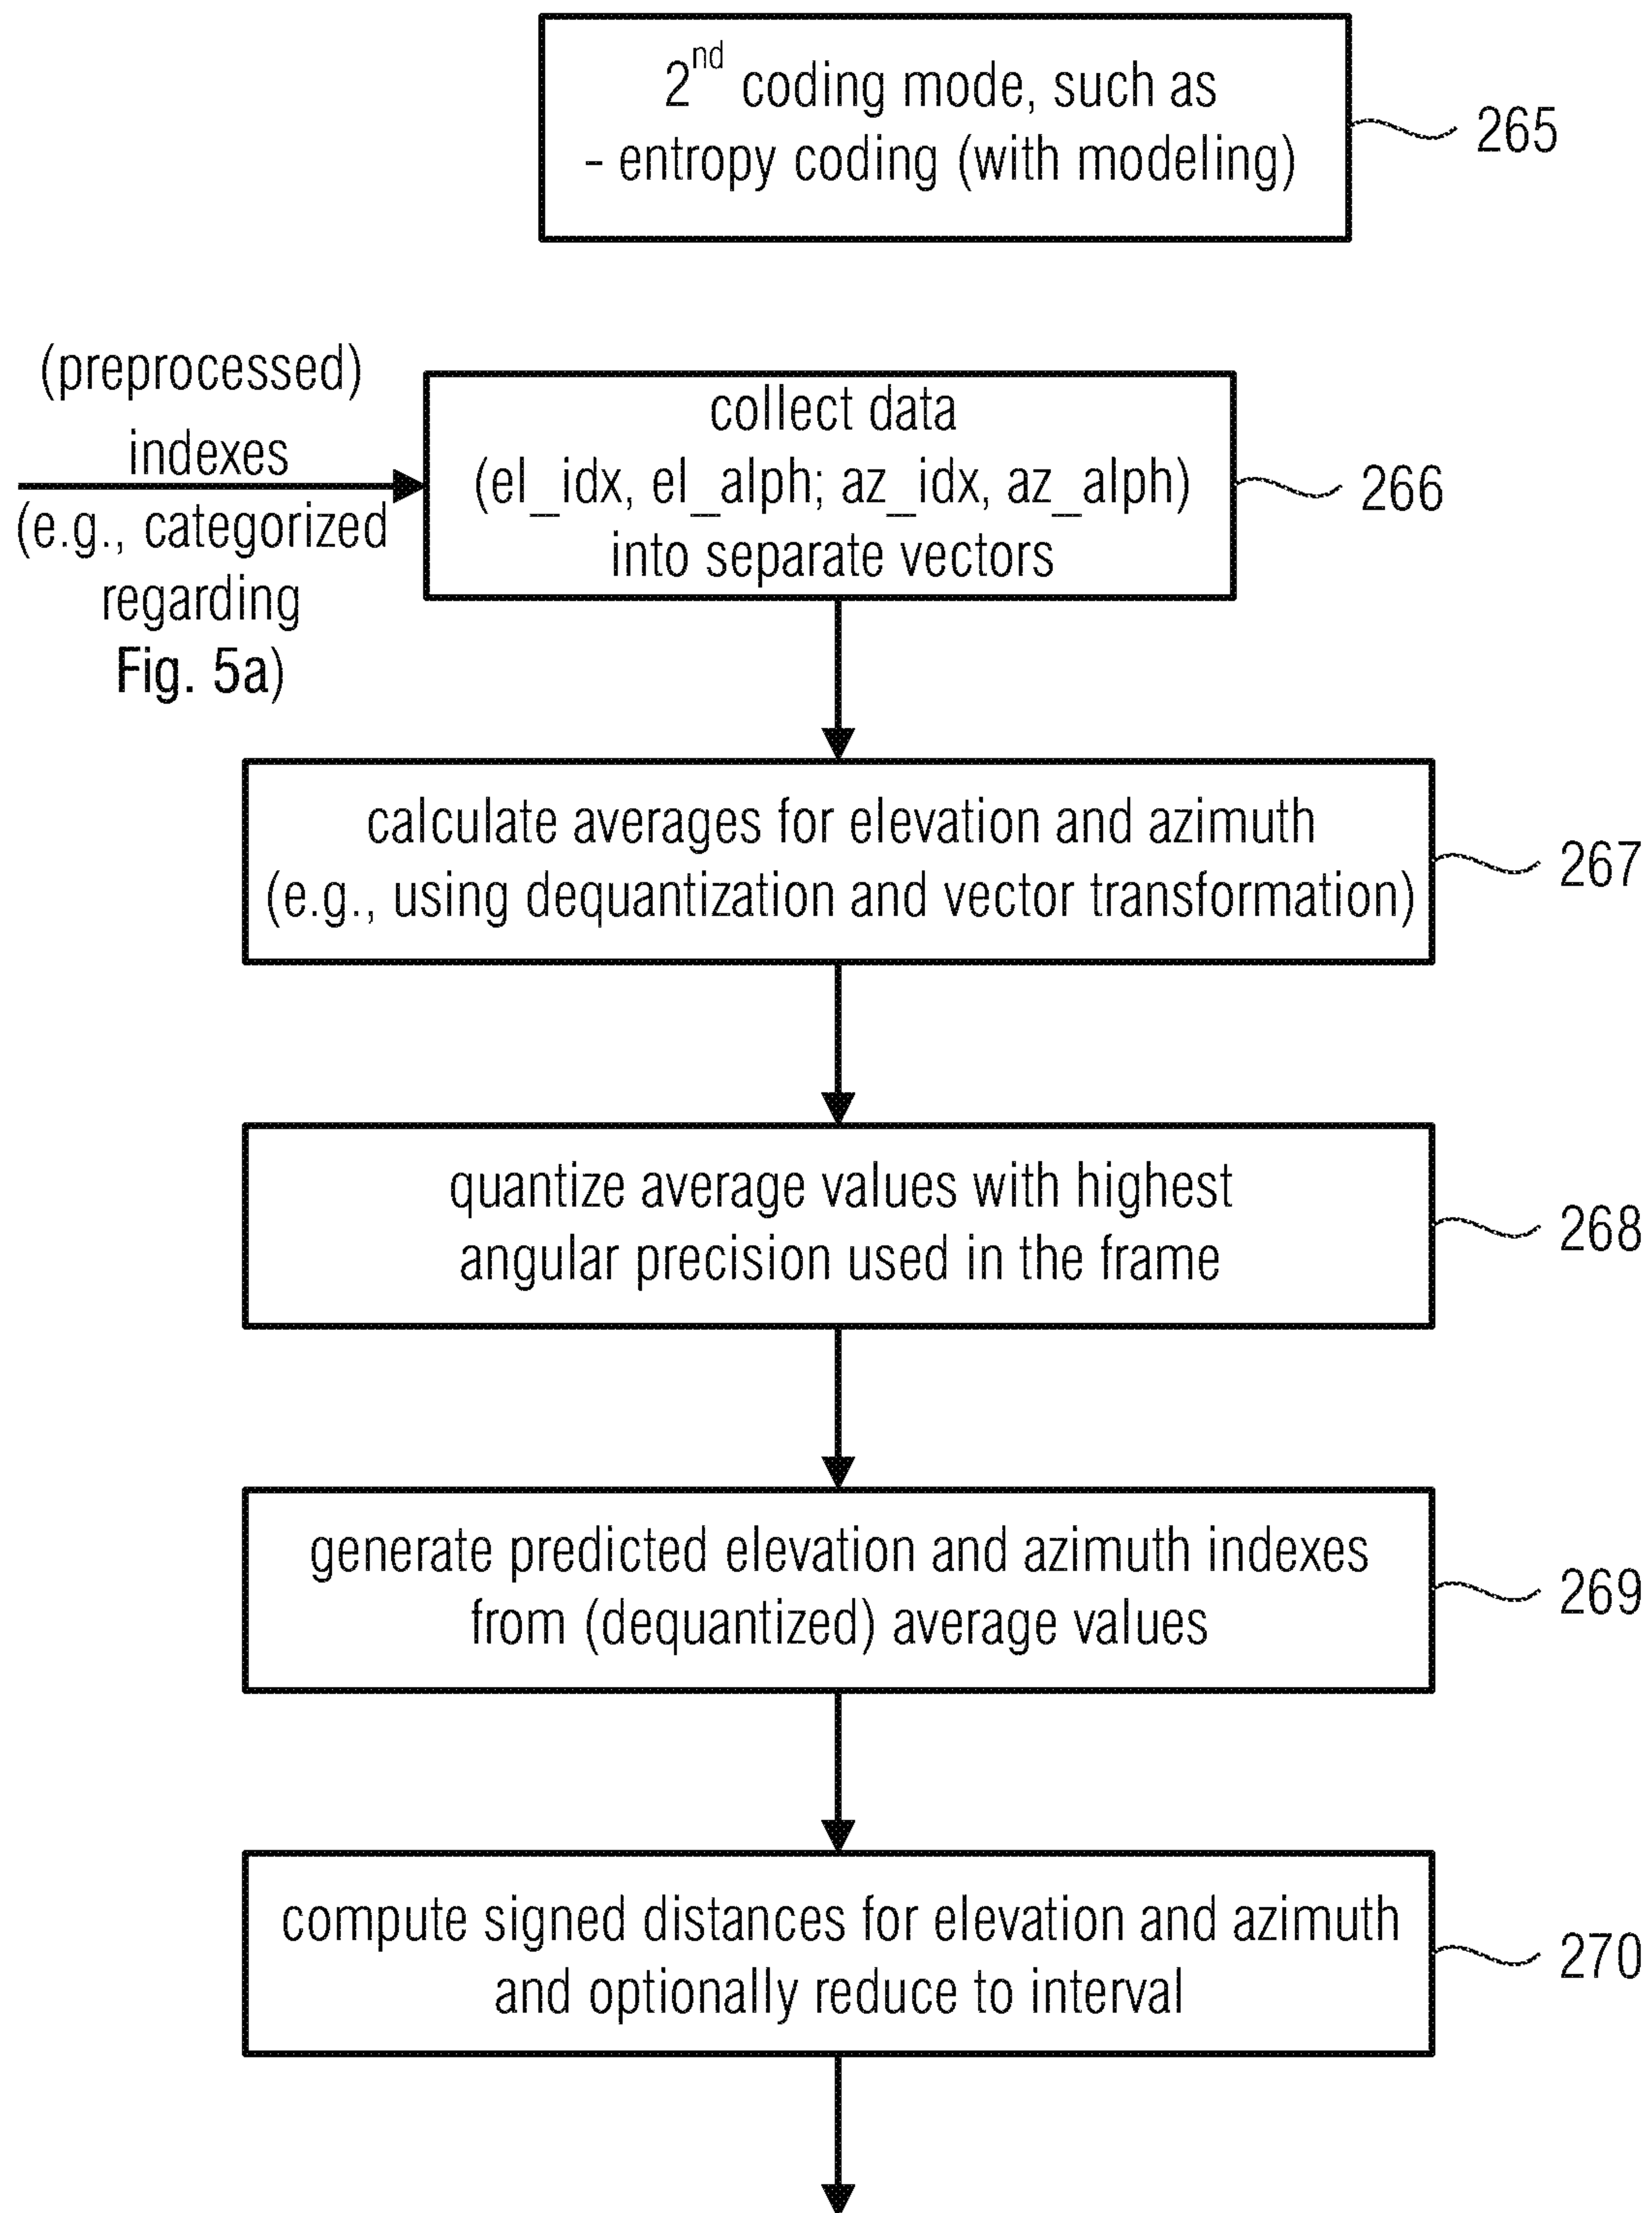 2nd coding mode, such as
- entropy coding (with modeling)
265
(preprocessed)
indexes
(e.g., categorized
regarding
Fig. 5a)
collect data
(el_idx, el_alph; az_idx, az_alph)
into separate vectors
266
calculate averages for elevation and azimuth
(e.g., using dequantization and vector transformation)
267
quantize average values with highest
angular precision used in the frame
268
generate predicted elevation and azimuth indexes
from (dequantized) average values
269
compute signed distances for elevation and azimuth
and optionally reduce to interval
270